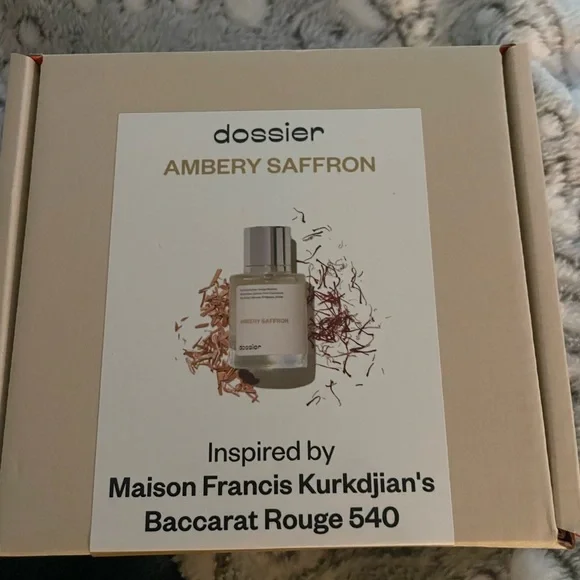 dossier
AMBERY SAFFRON
AMBERY SAFFRON
dossier
Inspired by
Maison Francis Kurkdjian's
Baccarat Rouge 540